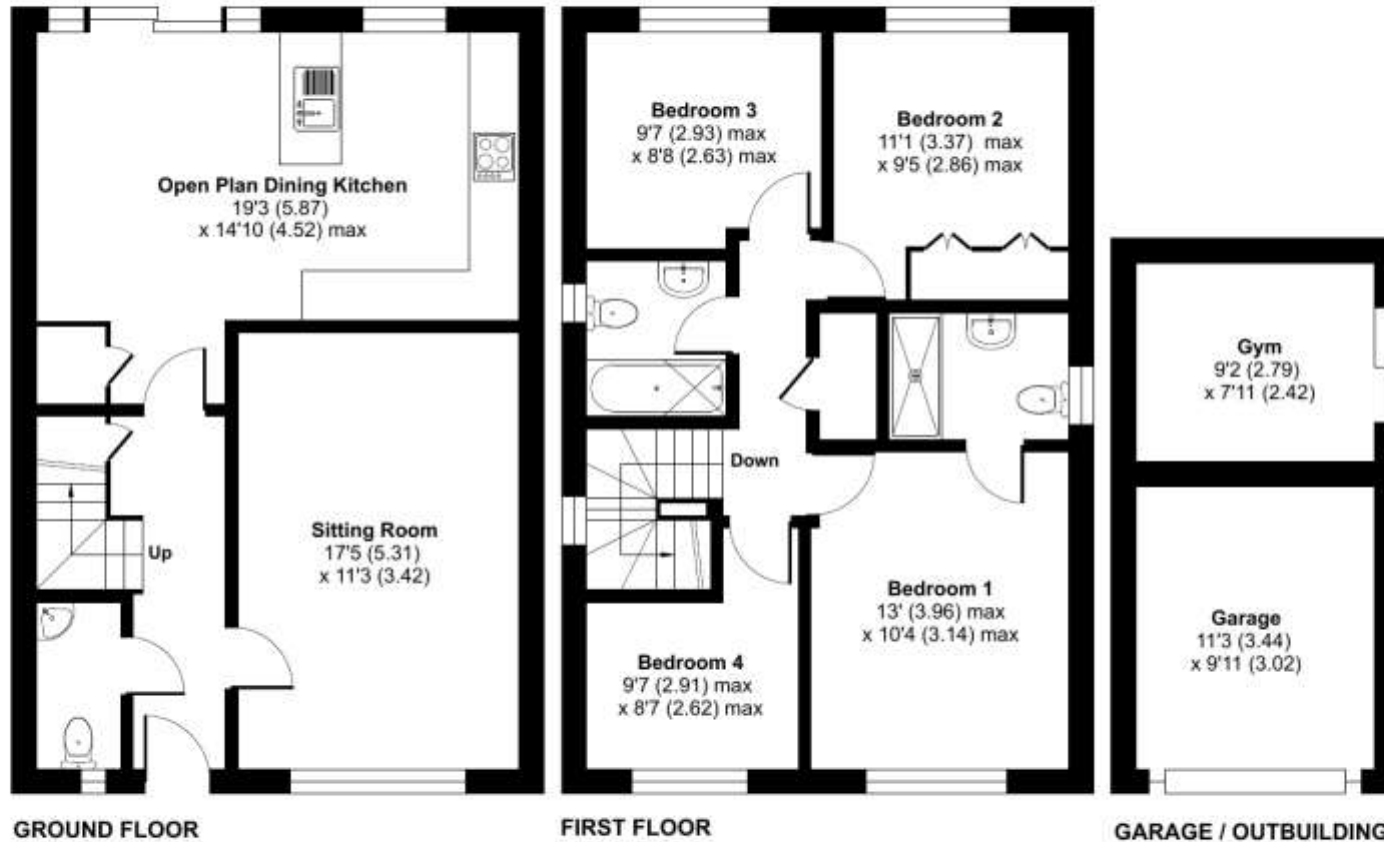 Open Plan Dining Kitchen
19'3 (5.87)
x 14'10 (4.52) max
Sitting Room
17'5 (5.31)
x 11'3 (3.42)
Up
GROUND FLOOR
Bedroom 3
9'7 (2.93) max
x 8'8 (2.63) max
Bedroom 2
11'1 (3.37) max
x 9'5 (2.86) max
Down
Bedroom 1
13' (3.96) max
x 10'4 (3.14) max
Bedroom 4
9'7 (2.91) max
x 8'7 (2.62) max
FIRST FLOOR
Gym
9'2 (2.79)
x 7'11 (2.42)
Garage
11'3 (3.44)
x 9'11 (3.02)
GARAGE / OUTBUILDING